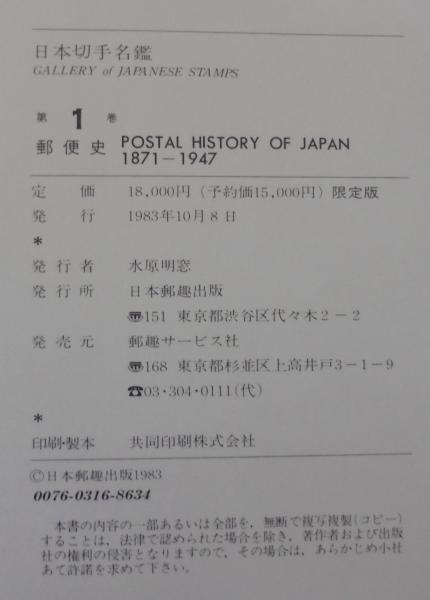 日本切手名鑑
GALLERY of JAPANESE STAMPS
第 1 巻
郵便史 POSTAL HISTORY OF JAPAN 1871-1947
定 価 18,000円（予約価15,000円）限定版
発 行 1983年10月8日
*
発行者 水原明窓
発行所 日本郵趣出版
〠151 東京都渋谷区代々木2-2
発売元 郵趣サービス社
〠168 東京都杉並区上高井戸3-1-9
☎03・304・0111(代)
*
印刷・製本 共同印刷株式会社
©日本郵趣出版1983
0076-0316-8634
本書の内容の一部あるいは全部を，無断で複写複製（コピー）
することは，法律で認められた場合を除き，著作者および出版
社の権利の侵害となりますので，その場合は，あらかじめ小社
あて許諾を求めて下さい。